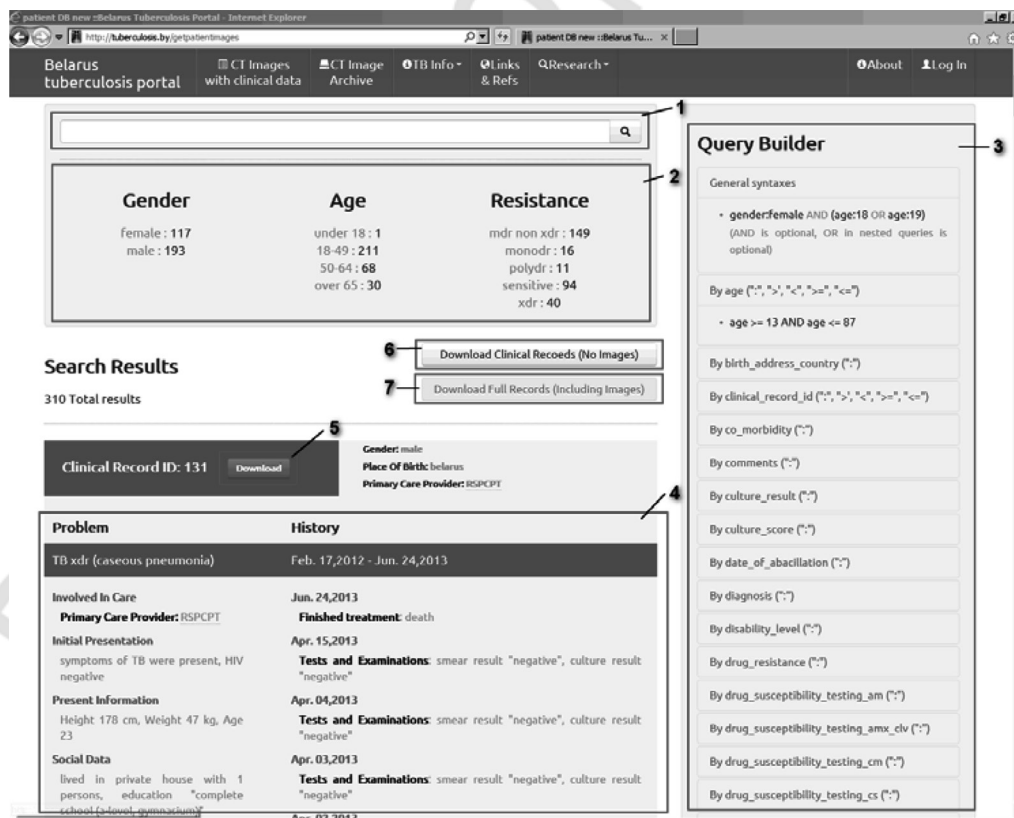 patient DB new ::Belarus Tuberculosis Portal - Internet Explorer
http://tuberculosis.by/getpatientimages
patient DB new ::Belarus Tu...
Belarus tuberculosis portal
CT Images with clinical data
CT Image Archive
TB Info
Links & Refs
Research
About
Log In
1
2
Gender
female : 117
male : 193
Age
under 18 : 1
18-49 : 211
50-64 : 68
over 65 : 30
Resistance
mdr non xdr : 149
monodr : 16
polydr : 11
sensitive : 94
xdr : 40
Search Results
310 Total results
6
Download Clinical Recoeds (No Images)
7
Download Full Records (Including Images)
5
Clinical Record ID: 131
Download
Gender: male
Place Of Birth: belarus
Primary Care Provider: RSPCPT
4
Problem
History
TB xdr (caseous pneumonia)
Feb. 17,2012 - Jun. 24,2013
Involved In Care
Primary Care Provider: RSPCPT
Initial Presentation
symptoms of TB were present, HIV
negative
Present Information
Height 178 cm, Weight 47 kg, Age
23
Social Data
lived in private house with 1
persons, education "complete
school (a-level, gymnasium)"
Jun. 24,2013
Finished treatment: death
Apr. 15,2013
Tests and Examinations: smear result "negative", culture result
"negative"
Apr. 04,2013
Tests and Examinations: smear result "negative", culture result
"negative"
Apr. 03,2013
Tests and Examinations: smear result "negative", culture result
"negative"
3
Query Builder
General syntaxes
• gender:female AND (age:18 OR age:19)
(AND is optional, OR in nested queries is
optional)
By age (":", ">', "<", ">=", "<=")
• age >= 13 AND age <= 87
By birth_address_country (":")
By clinical_record_id (":", ">', "<", ">=", "<=")
By co_morbidity (":")
By comments (":")
By culture_result (":")
By culture_score (":")
By date_of_abacillation (":")
By diagnosis (":")
By disability_level (":")
By drug_resistance (":")
By drug_susceptibility_testing_am (":")
By drug_susceptibility_testing_amx_clv (":")
By drug_susceptibility_testing_cm (":")
By drug_susceptibility_testing_cs (":")